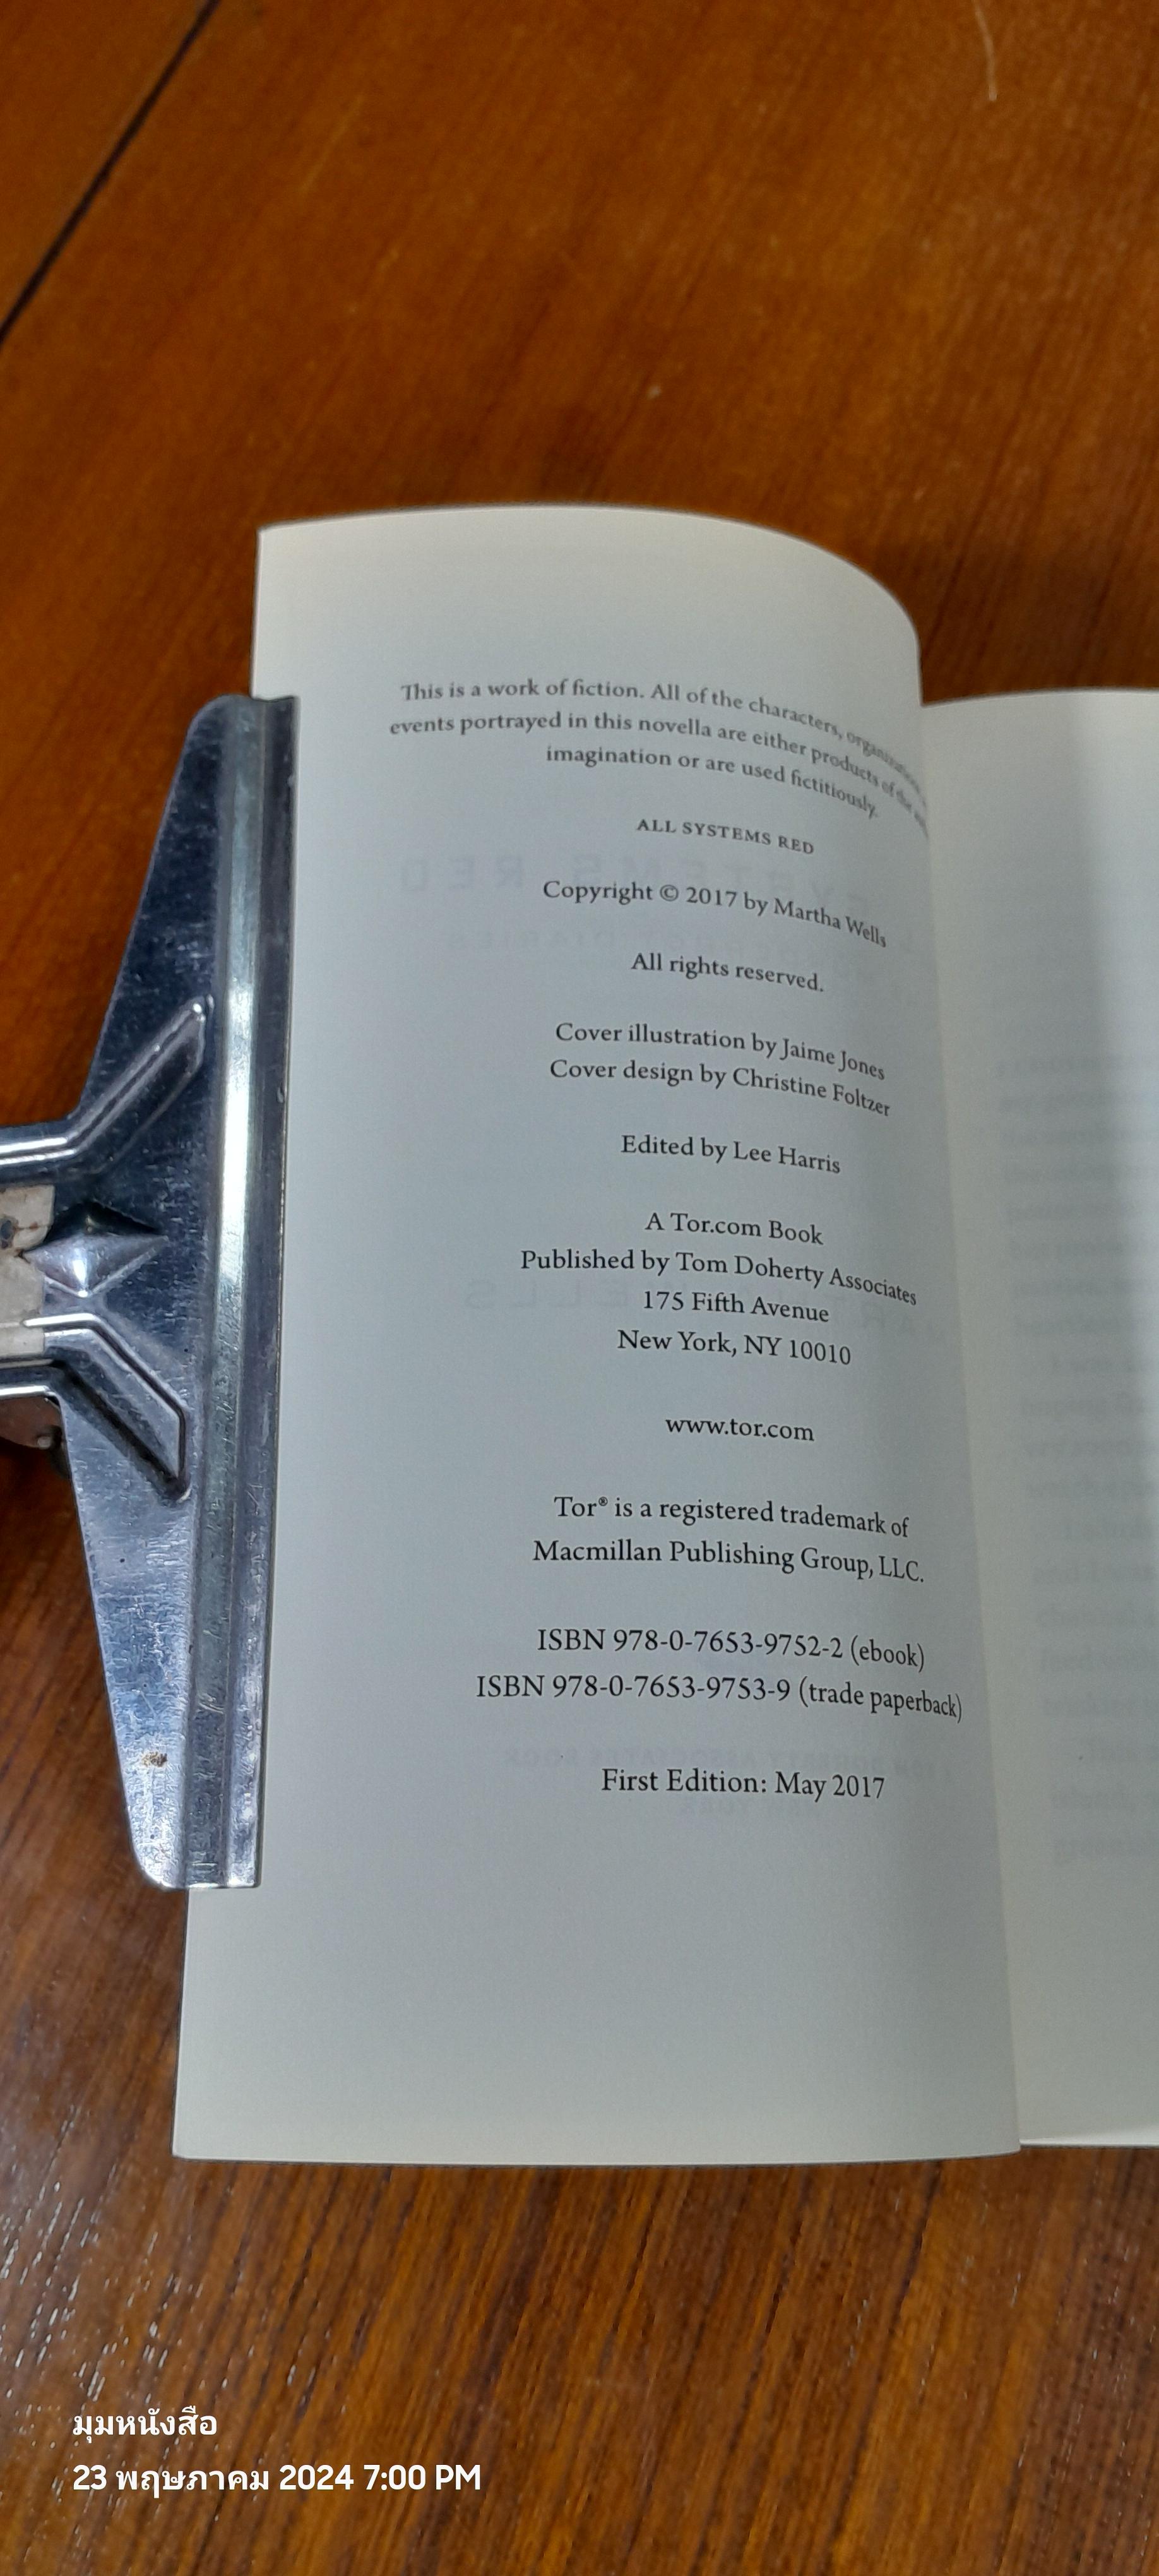 This is a work of fiction. All of the characters, organizations,
events portrayed in this novella are either products of the
imagination or are used fictitiously.
ALL SYSTEMS RED
Copyright © 2017 by Martha Wells
All rights reserved.
Cover illustration by Jaime Jones
Cover design by Christine Foltzer
Edited by Lee Harris
A Tor.com Book
Published by Tom Doherty Associates
175 Fifth Avenue
New York, NY 10010
www.tor.com
Tor® is a registered trademark of
Macmillan Publishing Group, LLC.
ISBN 978-0-7653-9752-2 (ebook)
ISBN 978-0-7653-9753-9 (trade paperback)
First Edition: May 2017
มุมหนังสือ
23 พฤษภาคม 2024 7:00 PM